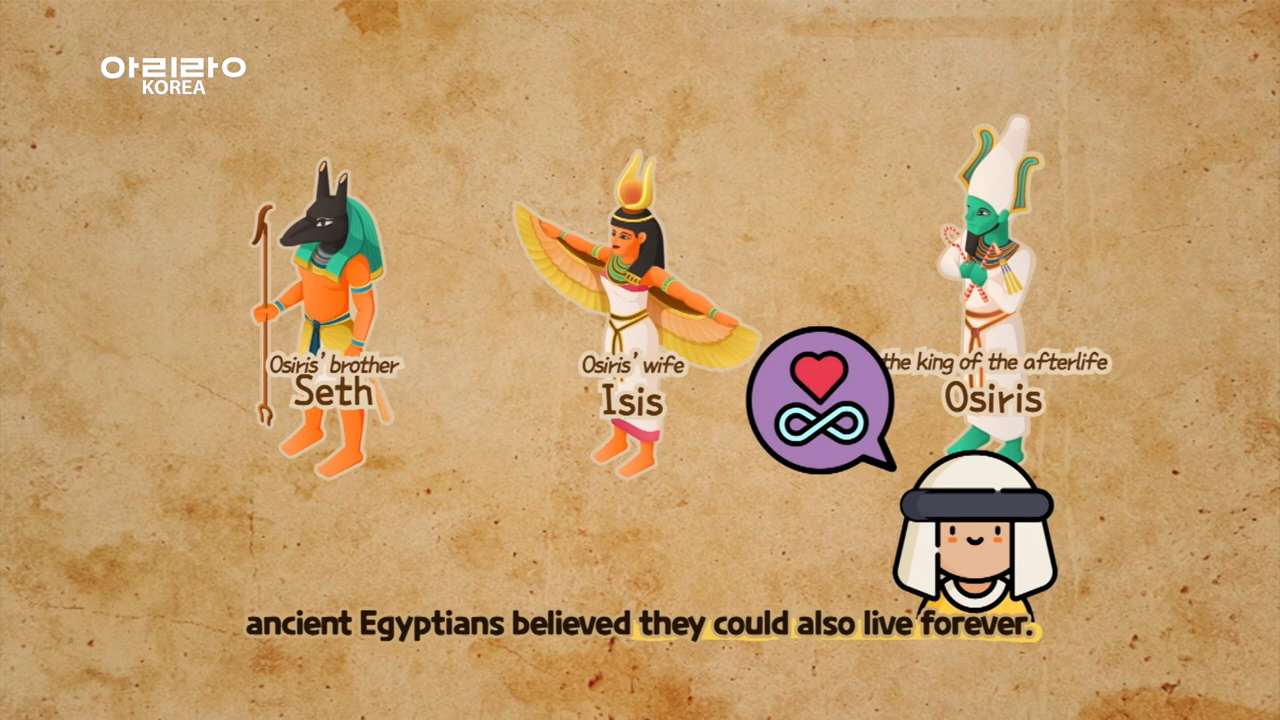 아리랑
KOREA
Osiris' brother
Seth
Osiris' wife
Isis
the king of the afterlife
Osiris
ancient Egyptians believed they could also live forever.